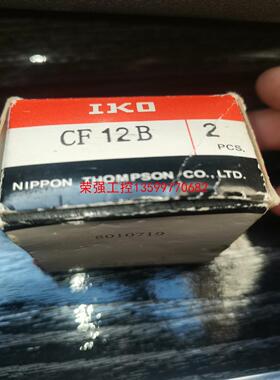 IKO
CF 12 B
2
PCS.
NIPPON THOMPSON CO., LTD.
荣强工控13599770682
6010719